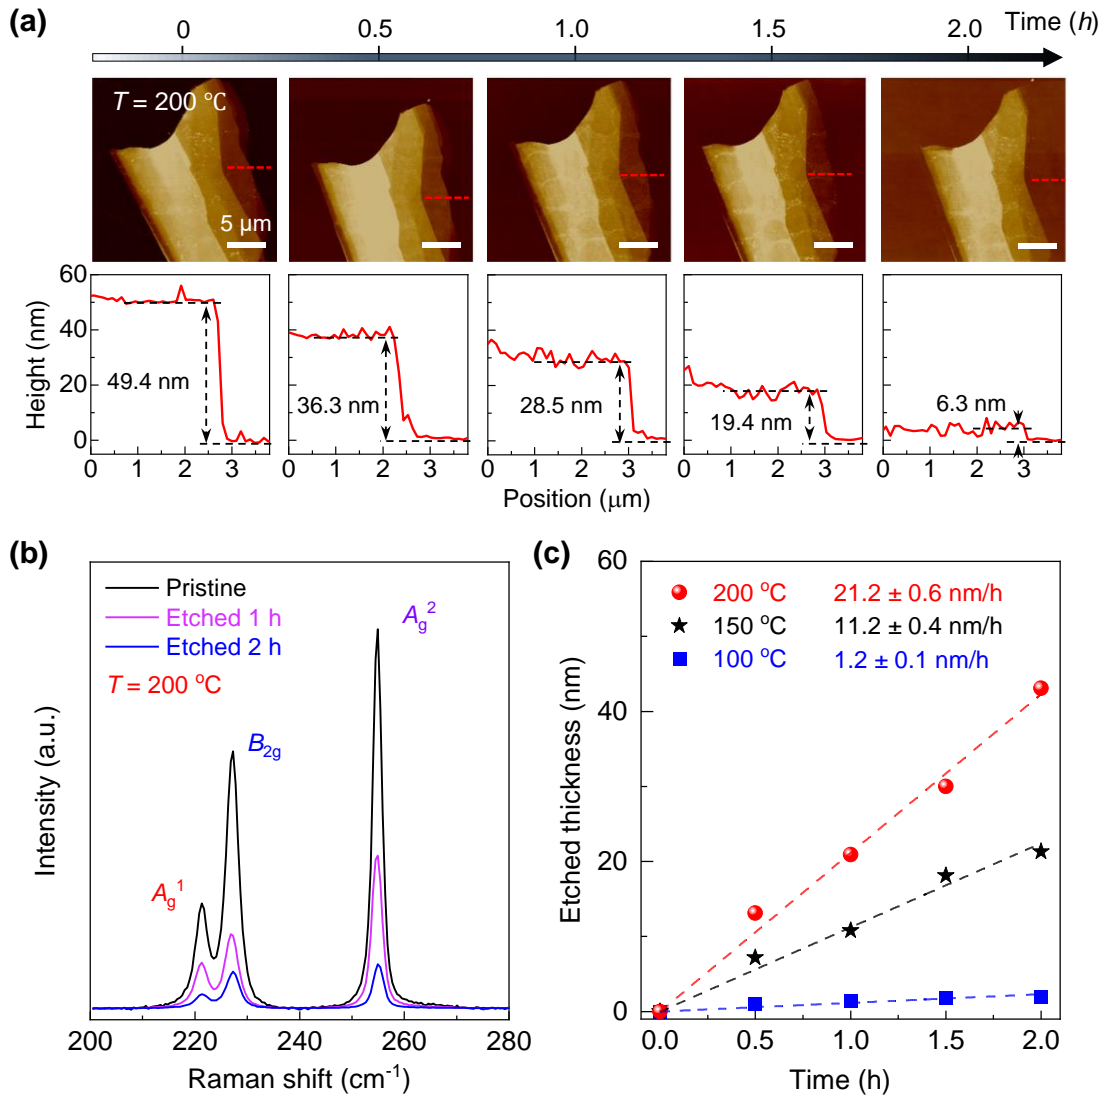 (a)
Time (h)
0 0.5 1.0 1.5 2.0
T = 200 °C
5 µm
60
40
20
0
Height (nm)
49.4 nm
36.3 nm
28.5 nm
19.4 nm
6.3 nm
0 1 2 3 0 1 2 3 0 1 2 3 0 1 2 3 0 1 2 3
Position (µm)
(b)
Pristine
Etched 1 h
Etched 2 h
T = 200 °C
Ag1
B2g
Ag2
Intensity (a.u.)
200 220 240 260 280
Raman shift (cm-1)
(c)
60
40
20
0
Etched thickness (nm)
200 °C 21.2 ± 0.6 nm/h
150 °C 11.2 ± 0.4 nm/h
100 °C 1.2 ± 0.1 nm/h
0.0 0.5 1.0 1.5 2.0
Time (h)